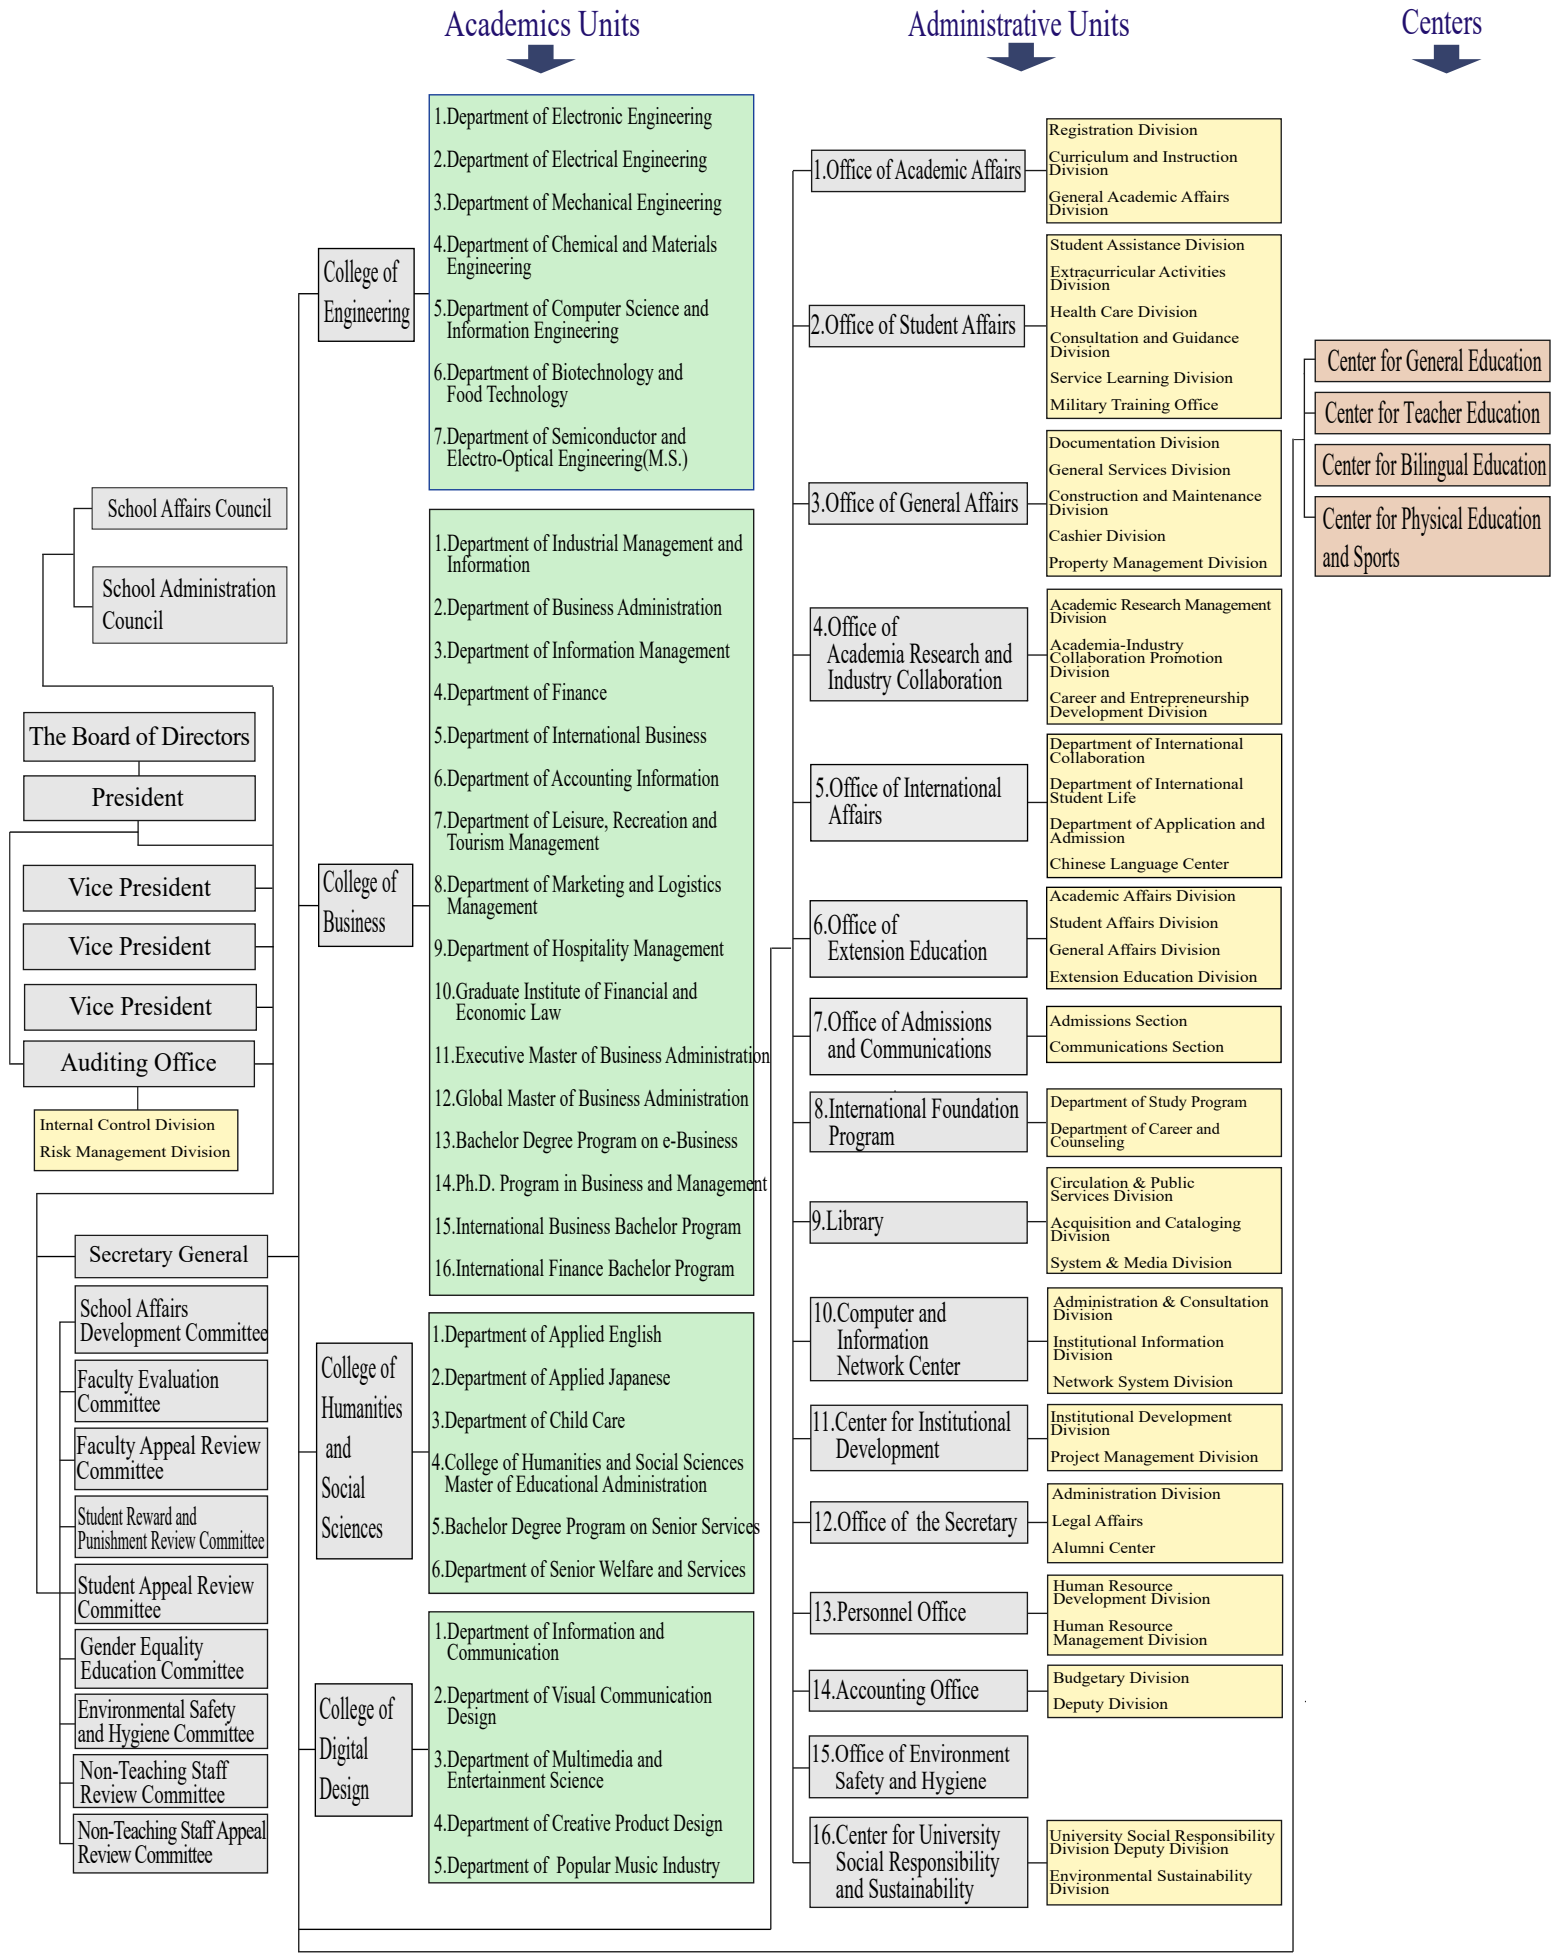 Academics Units
Administrative Units
Centers
School Affairs Council
School Administration
Council
The Board of Directors
President
Vice President
Vice President
Vice President
Auditing Office
Internal Control Division
Risk Management Division
Secretary General
School Affairs
Development Committee
Faculty Evaluation
Committee
Faculty Appeal Review
Committee
Student Reward and
Punishment Review Committee
Student Appeal Review
Committee
Gender Equality
Education Committee
Environmental Safety
and Hygiene Committee
Non-Teaching Staff
Review Committee
Non-Teaching Staff Appeal
Review Committee
College of
Engineering
1.Department of Electronic Engineering
2.Department of Electrical Engineering
3.Department of Mechanical Engineering
4.Department of Chemical and Materials
Engineering
5.Department of Computer Science and
Information Engineering
6.Department of Biotechnology and
Food Technology
7.Department of Semiconductor and
Electro-Optical Engineering(M.S.)
College of
Business
1.Department of Industrial Management and
Information
2.Department of Business Administration
3.Department of Information Management
4.Department of Finance
5.Department of International Business
6.Department of Accounting Information
7.Department of Leisure, Recreation and
Tourism Management
8.Department of Marketing and Logistics
Management
9.Department of Hospitality Management
10.Graduate Institute of Financial and
Economic Law
11.Executive Master of Business Administration
12.Global Master of Business Administration
13.Bachelor Degree Program on e-Business
14.Ph.D. Program in Business and Management
15.International Business Bachelor Program
16.International Finance Bachelor Program
College of
Humanities
and
Social
Sciences
1.Department of Applied English
2.Department of Applied Japanese
3.Department of Child Care
4.College of Humanities and Social Sciences
Master of Educational Administration
5.Bachelor Degree Program on Senior Services
6.Department of Senior Welfare and Services
College of
Digital
Design
1.Department of Information and
Communication
2.Department of Visual Communication
Design
3.Department of Multimedia and
Entertainment Science
4.Department of Creative Product Design
5.Department of Popular Music Industry
1.Office of Academic Affairs
Registration Division
Curriculum and Instruction
Division
General Academic Affairs
Division
2.Office of Student Affairs
Student Assistance Division
Extracurricular Activities
Division
Health Care Division
Consultation and Guidance
Division
Service Learning Division
Military Training Office
3.Office of General Affairs
Documentation Division
General Services Division
Construction and Maintenance
Division
Cashier Division
Property Management Division
4.Office of
Academia Research and
Industry Collaboration
Academic Research Management
Division
Academia-Industry
Collaboration Promotion
Division
Career and Entrepreneurship
Development Division
5.Office of International
Affairs
Department of International
Collaboration
Department of International
Student Life
Department of Application and
Admission
Chinese Language Center
6.Office of
Extension Education
Academic Affairs Division
Student Affairs Division
General Affairs Division
Extension Education Division
7.Office of Admissions
and Communications
Admissions Section
Communications Section
8.International Foundation
Program
Department of Study Program
Department of Career and
Counseling
9.Library
Circulation & Public
Services Division
Acquisition and Cataloging
Division
System & Media Division
10.Computer and
Information
Network Center
Administration & Consultation
Division
Institutional Information
Division
Network System Division
11.Center for Institutional
Development
Institutional Development
Division
Project Management Division
12.Office of the Secretary
Administration Division
Legal Affairs
Alumni Center
13.Personnel Office
Human Resource
Development Division
Human Resource
Management Division
14.Accounting Office
Budgetary Division
Deputy Division
15.Office of Environment
Safety and Hygiene
16.Center for University
Social Responsibility
and Sustainability
University Social Responsibility
Division Deputy Division
Environmental Sustainability
Division
Center for General Education
Center for Teacher Education
Center for Bilingual Education
Center for Physical Education
and Sports